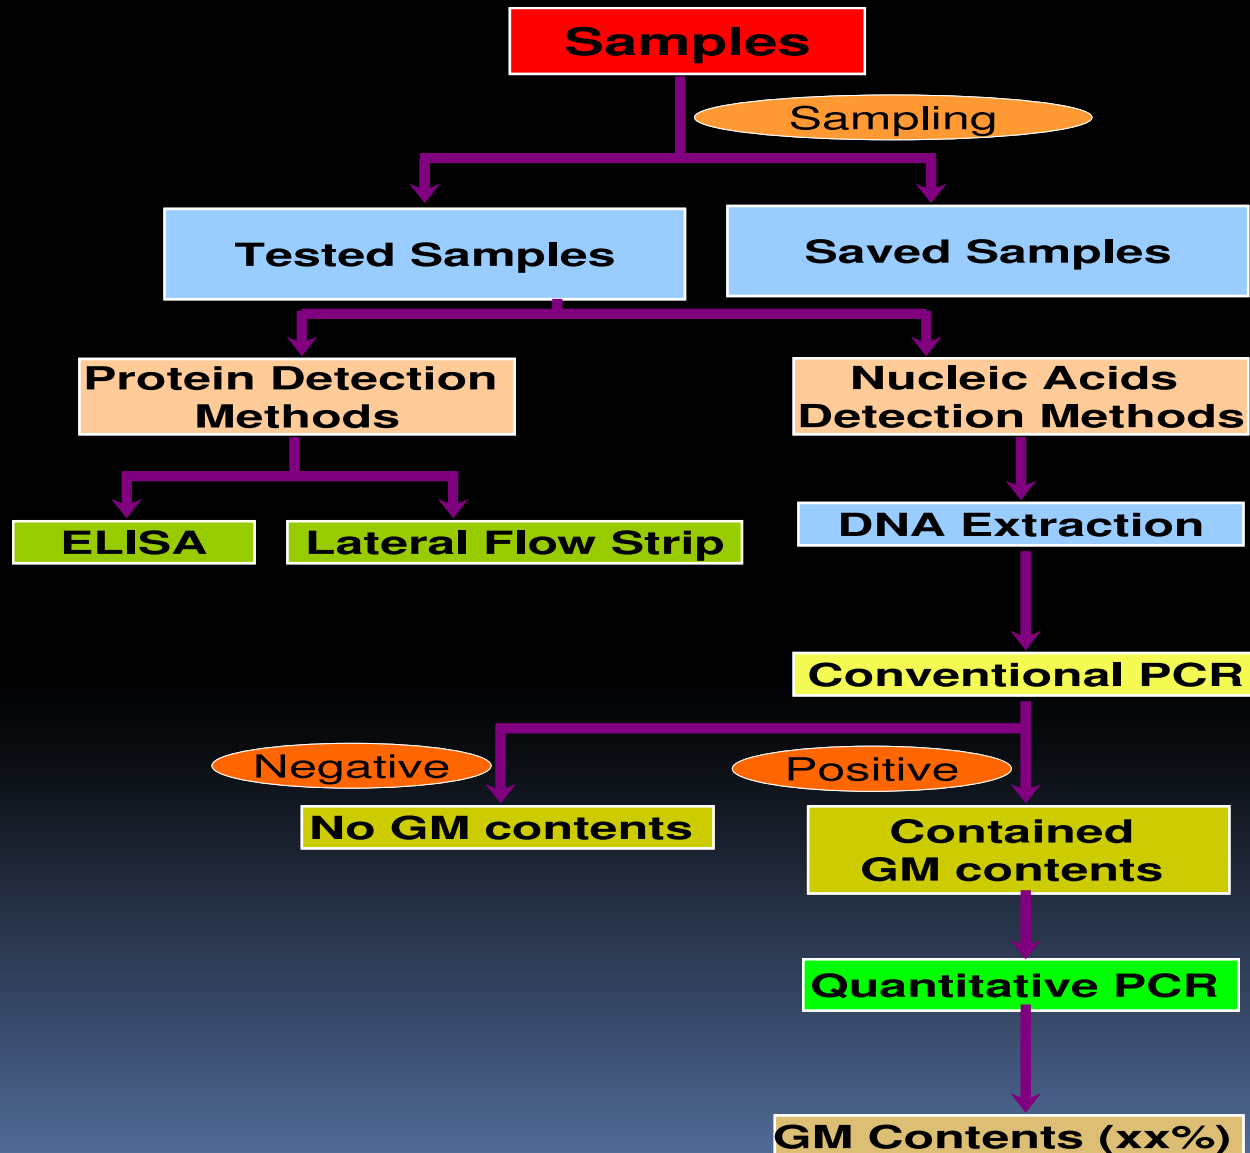 Samples
Sampling
Tested Samples
Saved Samples
Protein Detection
Methods
Nucleic Acids
Detection Methods
ELISA
Lateral Flow Strip
DNA Extraction
Conventional PCR
Negative
Positive
No GM contents
Contained
GM contents
Quantitative PCR
GM Contents (xx%)